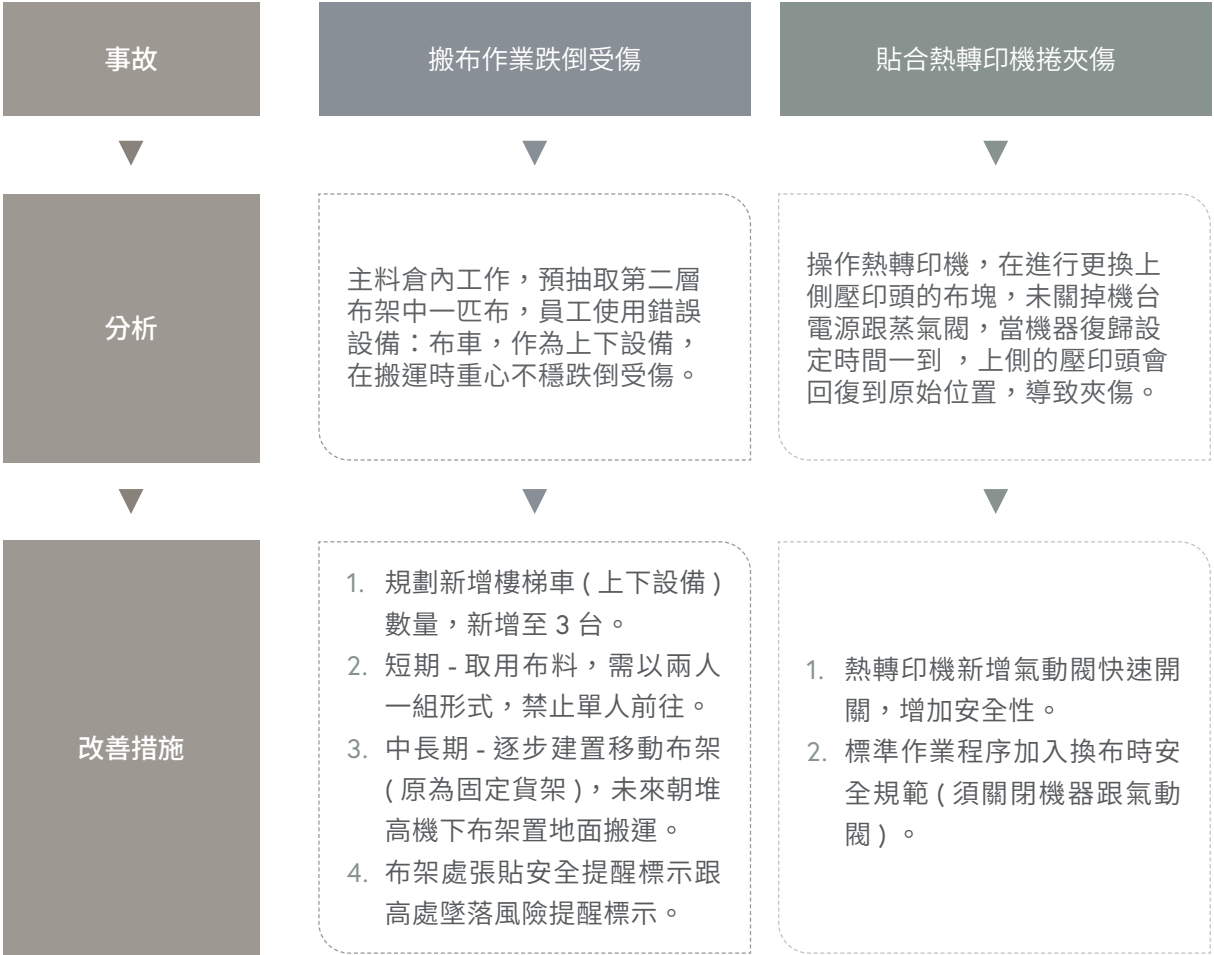 事故
搬布作業跌倒受傷
貼合熱轉印機捲夾傷
分析
主料倉內工作，預抽取第二層
布架中一匹布，員工使用錯誤
設備：布車，作為上下設備，
在搬運時重心不穩跌倒受傷。
操作熱轉印機，在進行更換上
側壓印頭的布塊，未關掉機台
電源跟蒸氣閥，當機器復歸設
定時間一到 ，上側的壓印頭會
回復到原始位置，導致夾傷。
改善措施
1. 規劃新增樓梯車 ( 上下設備 )
數量，新增至 3 台。
2. 短期 - 取用布料，需以兩人
一組形式，禁止單人前往。
3. 中長期 - 逐步建置移動布架
( 原為固定貨架 )，未來朝堆
高機下布架置地面搬運。
4. 布架處張貼安全提醒標示跟
高處墜落風險提醒標示。
1. 熱轉印機新增氣動閥快速開
關，增加安全性。
2. 標準作業程序加入換布時安
全規範 ( 須關閉機器跟氣動
閥 ) 。